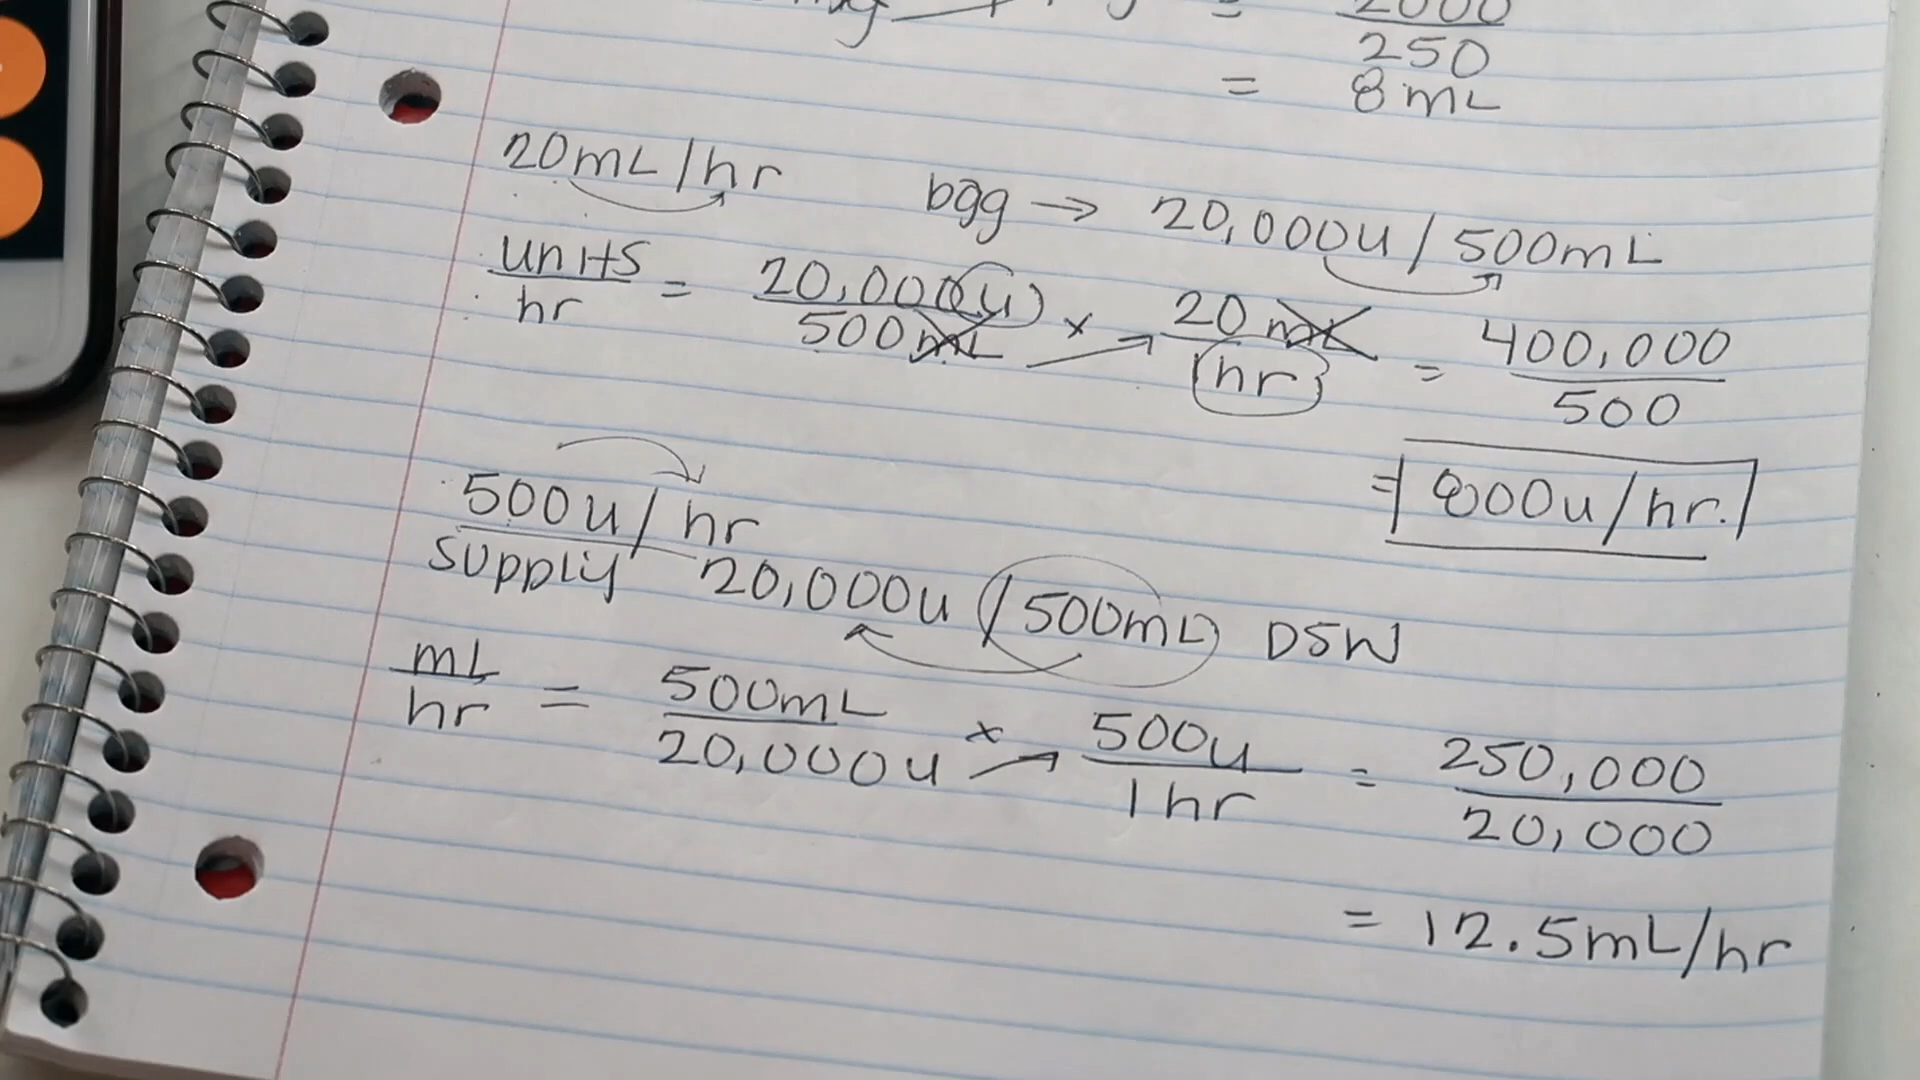 = 2000
250
= 8mL
20mL/hr bag → 20,000u/500mL
units/hr = 20,000u/500mL x 20mL/hr = 400,000/500
= 800u/hr.
500u/hr
supply 20,000u/500mL D5W
mL/hr = 500mL/20,000u x 500u/1hr = 250,000/20,000
= 12.5mL/hr